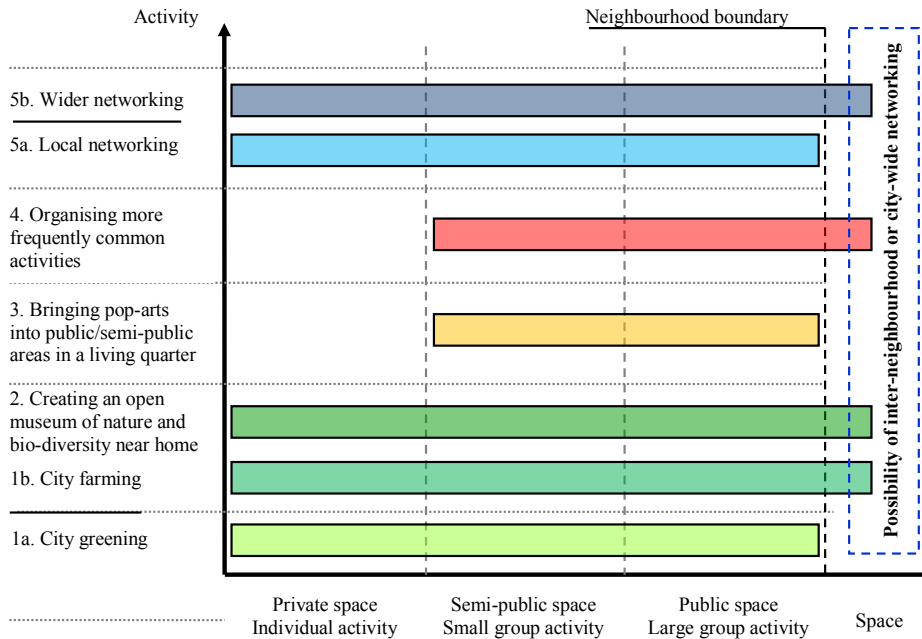 Activity
Neighbourhood boundary
5b. Wider networking
5a. Local networking
4. Organising more
frequently common
activities
3. Bringing pop-arts
into public/semi-public
areas in a living quarter
2. Creating an open
museum of nature and
bio-diversity near home
1b. City farming
1a. City greening
Possibility of inter-neighbourhood or city-wide networking
Private space
Individual activity
Semi-public space
Small group activity
Public space
Large group activity
Space